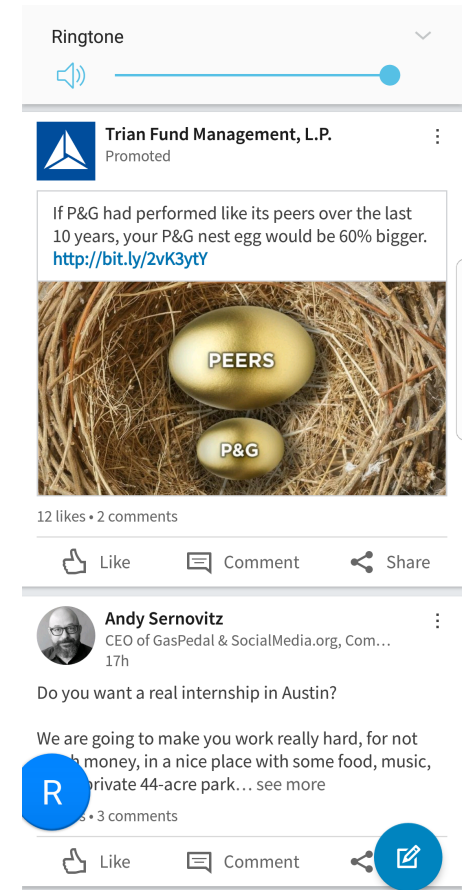 Ringtone
Trian Fund Management, L.P.
Promoted
If P&G had performed like its peers over the last
10 years, your P&G nest egg would be 60% bigger.
http://bit.ly/2vK3ytY
PEERS
P&G
12 likes • 2 comments
Like Comment Share
Andy Sernovitz
CEO of GasPedal & SocialMedia.org, Com...
17h
Do you want a real internship in Austin?
We are going to make you work really hard, for not
money, in a nice place with some food, music,
private 44-acre park... see more
R
• 3 comments
Like Comment